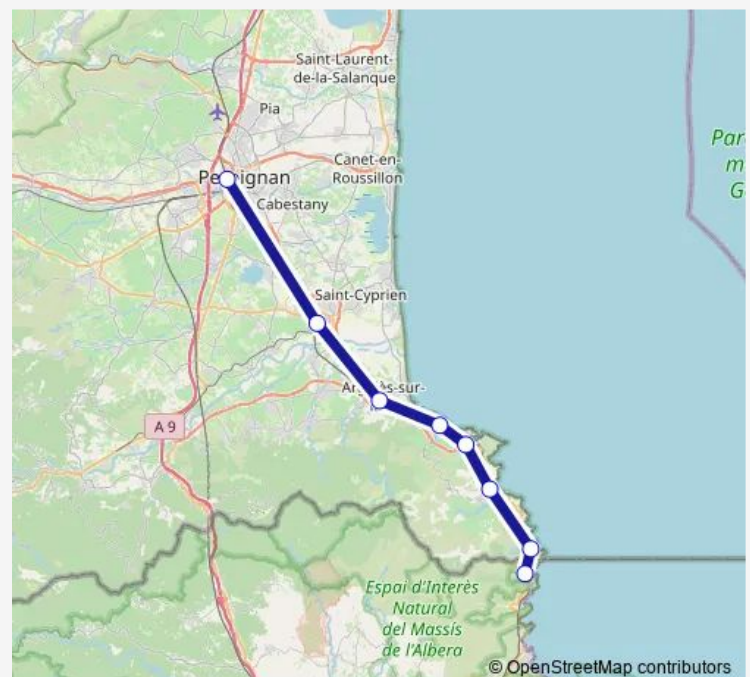 Saint-Laurent-
de-la-Salanque
Pia
Par
m
G
Canet-en-
Roussillon
Cabestany
Saint-Cyprien
A 9
Espai d'Interès
Natural
del Massís
de l'Albera
© OpenStreetMap contributors